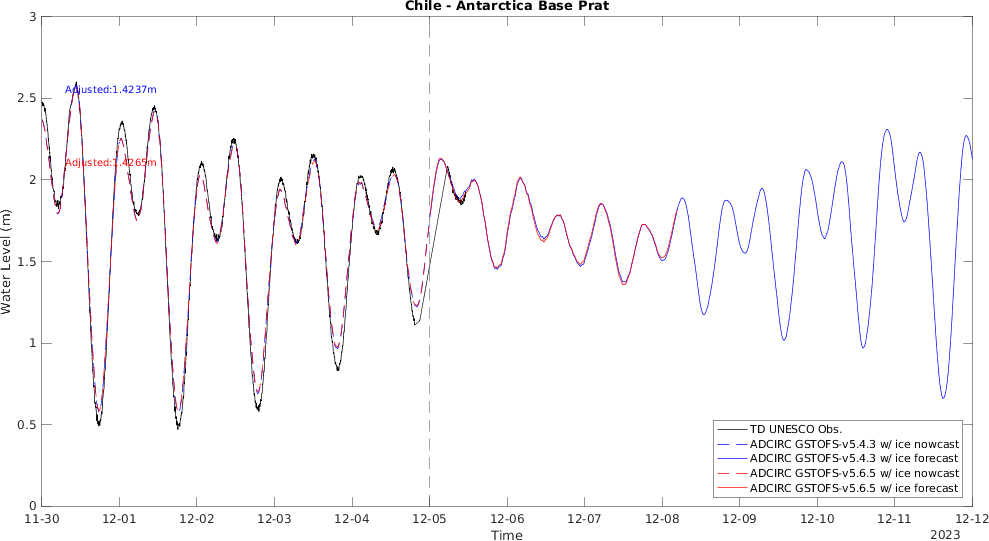 Chile - Antarctica Base Prat
3
2.5
2
1.5
1
0.5
0
Water Level (m)
Adjusted:1.4237m
Adjusted:1.4265m
TD UNESCO Obs.
ADCIRC GSTOFS-v5.4.3 w/ ice nowcast
ADCIRC GSTOFS-v5.4.3 w/ ice forecast
ADCIRC GSTOFS-v5.6.5 w/ ice nowcast
ADCIRC GSTOFS-v5.6.5 w/ ice forecast
11-30 12-01 12-02 12-03 12-04 12-05 12-06 12-07 12-08 12-09 12-10 12-11 12-12
Time
2023